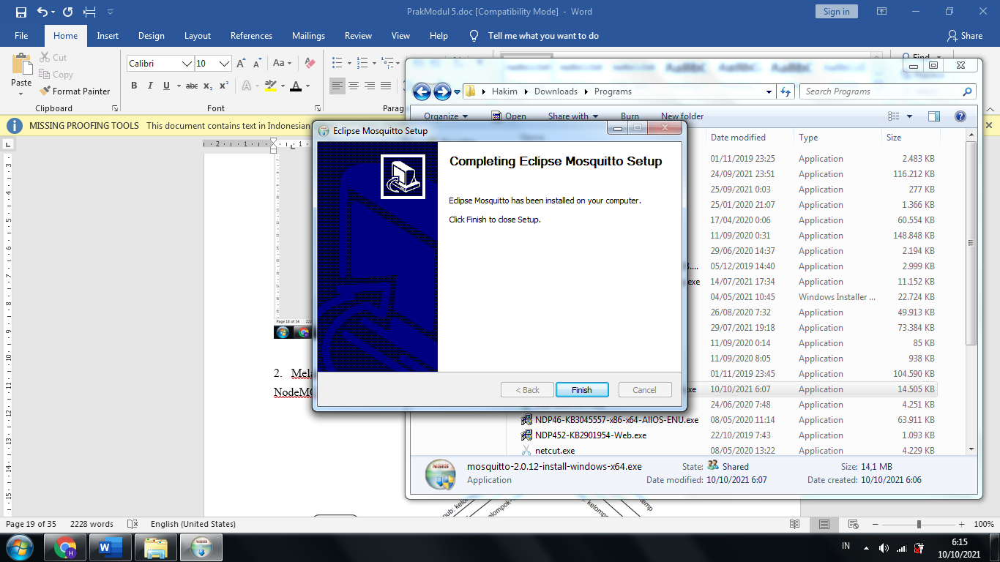 PrakModul 5.doc [Compatibility Mode] - Word
Sign in
File Home Insert Design Layout References Mailings Review View Help Tell me what you want to do Share
Paste
Cut
Copy
Format Painter
Clipboard
Calibri 10
Font
Parag
Find
MISSING PROOFING TOOLS This document contains text in Indonesian
Hakim Downloads Programs
Search Programs
Organize Open Share with Burn New folder
Date modified Type Size
01/11/2019 23:25 Application 2.483 KB
24/09/2021 23:51 Application 116.212 KB
25/09/2021 0:03 Application 277 KB
25/01/2020 21:07 Application 1.366 KB
17/04/2020 0:06 Application 60.554 KB
11/09/2020 0:31 Application 148.848 KB
29/06/2020 14:37 Application 2.194 KB
05/12/2019 14:40 Application 2.999 KB
exe 14/07/2021 17:34 Application 11.152 KB
04/05/2021 10:45 Windows Installer ... 22.724 KB
26/08/2020 7:32 Application 49.913 KB
29/07/2021 19:18 Application 73.384 KB
11/09/2020 0:14 Application 85 KB
11/09/2020 8:05 Application 938 KB
01/11/2019 23:45 Application 104.590 KB
xe 10/10/2021 6:07 Application 14.505 KB
24/06/2020 7:48 Application 4.251 KB
NDP46-KB3045557-x86-x64-AllOS-ENU.exe 08/05/2020 11:14 Application 63.911 KB
NDP452-KB2901954-Web.exe 22/10/2019 7:43 Application 1.093 KB
netcut.exe 08/05/2020 13:22 Application 4.229 KB
mosquitto-2.0.12-install-windows-x64.exe State: Shared Size: 14,1 MB
Application Date modified: 10/10/2021 6:07 Date created: 10/10/2021 6:06
Eclipse Mosquitto Setup
Completing Eclipse Mosquitto Setup
Eclipse Mosquitto has been installed on your computer.
Click Finish to close Setup.
< Back Finish Cancel
Page 18 of 34
2. Mela
NodeMC
Page 19 of 35 2228 words English (United States) 100%
IN
6:15
10/10/2021